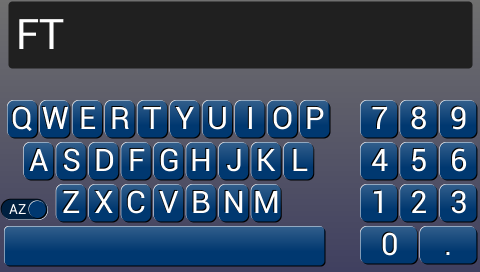 FT
Q W E R T Y U I O P 7 8 9
A S D F G H J K L 4 5 6
AZ Z X C V B N M 1 2 3
0 .